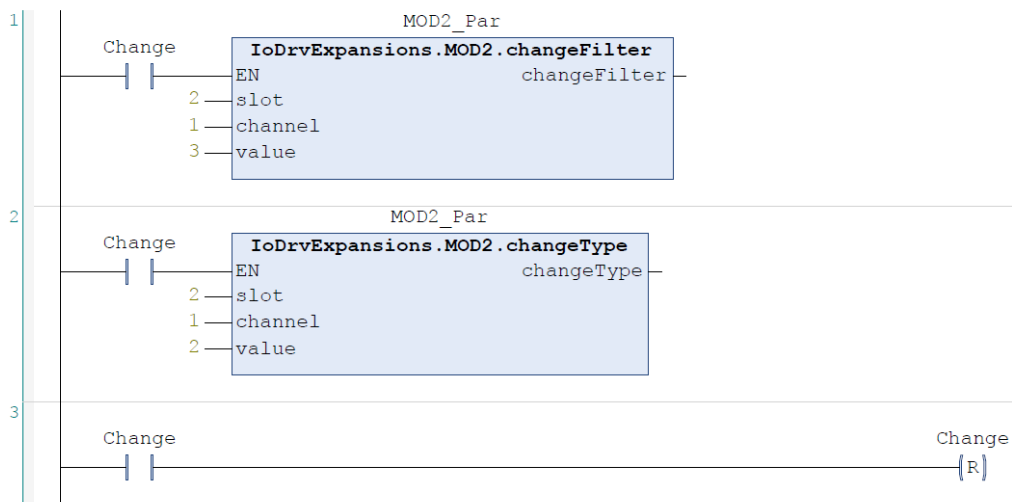 1
MOD2_Par
Change
IoDrvExpansions.MOD2.changeFilter
EN changeFilter
2 slot
1 channel
3 value
2
MOD2_Par
Change
IoDrvExpansions.MOD2.changeType
EN changeType
2 slot
1 channel
2 value
3
Change Change
R